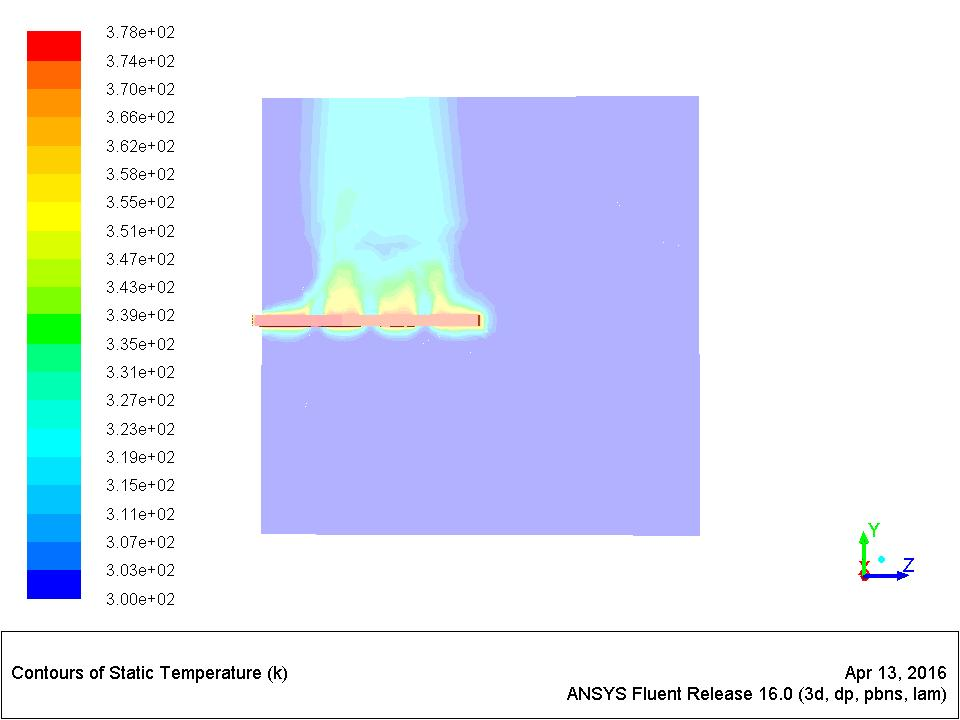 3.78e+02
3.74e+02
3.70e+02
3.66e+02
3.62e+02
3.58e+02
3.55e+02
3.51e+02
3.47e+02
3.43e+02
3.39e+02
3.35e+02
3.31e+02
3.27e+02
3.23e+02
3.19e+02
3.15e+02
3.11e+02
3.07e+02
3.03e+02
3.00e+02
Y
X Z
Contours of Static Temperature (k)
Apr 13, 2016
ANSYS Fluent Release 16.0 (3d, dp, pbns, lam)